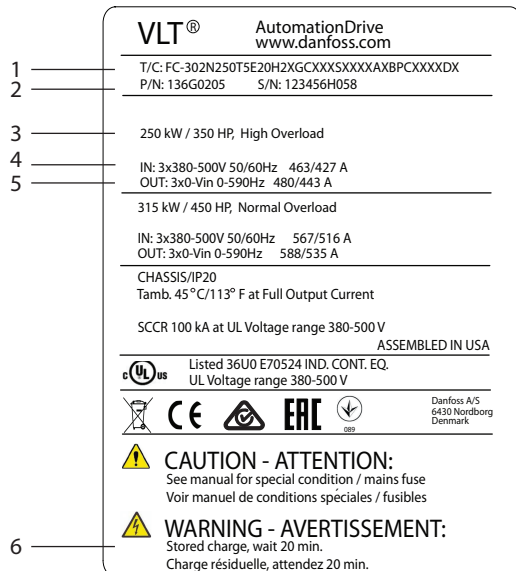 VLT® AutomationDrive
www.danfoss.com
1 T/C: FC-302N250T5E20H2XGCXXXSXXXXAXBPCXXXXDX
2 P/N: 136G0205 S/N: 123456H058
3 250 kW / 350 HP, High Overload
4 IN: 3x380-500V 50/60Hz 463/427 A
5 OUT: 3x0-Vin 0-590Hz 480/443 A
315 kW / 450 HP, Normal Overload
IN: 3x380-500V 50/60Hz 567/516 A
OUT: 3x0-Vin 0-590Hz 588/535 A
CHASSIS/IP20
Tamb. 45°C/113° F at Full Output Current
SCCR 100 kA at UL Voltage range 380-500 V
ASSEMBLED IN USA
c UL us Listed 36U0 E70524 IND. CONT. EQ.
UL Voltage range 380-500 V
CE EAC 089
Danfoss A/S
6430 Nordborg
Denmark
CAUTION - ATTENTION:
See manual for special condition / mains fuse
Voir manuel de conditions spéciales / fusibles
WARNING - AVERTISSEMENT:
6 Stored charge, wait 20 min.
Charge résiduelle, attendez 20 min.